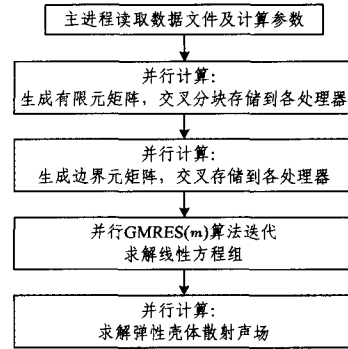 主进程读取数据文件及计算参数
并行计算:
生成有限元矩阵，交叉分块存储到各处理器
并行计算:
生成边界元矩阵，交叉存储到各处理器
并行GMRES(m)算法迭代
求解线性方程组
并行计算:
求解弹性壳体散射声场